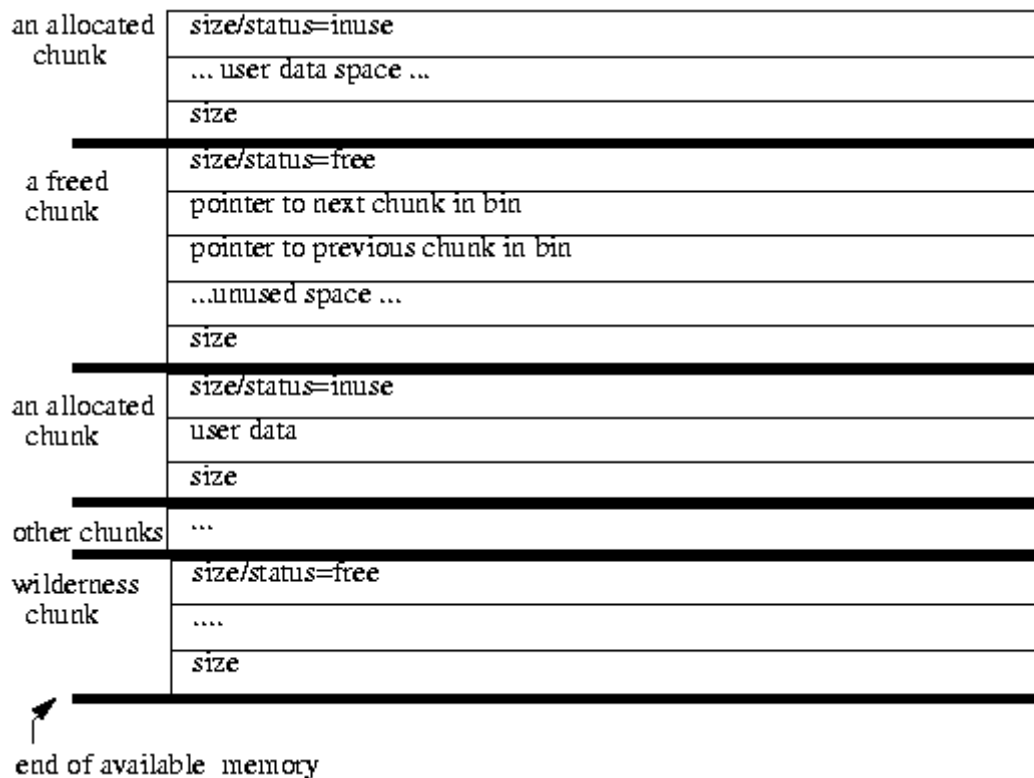 an allocated
chunk
size/status=inuse
... user data space ...
size
a freed
chunk
size/status=free
pointer to next chunk in bin
pointer to previous chunk in bin
...unused space ...
size
an allocated
chunk
size/status=inuse
user data
size
other chunks
...
wilderness
chunk
size/status=free
....
size
end of available memory